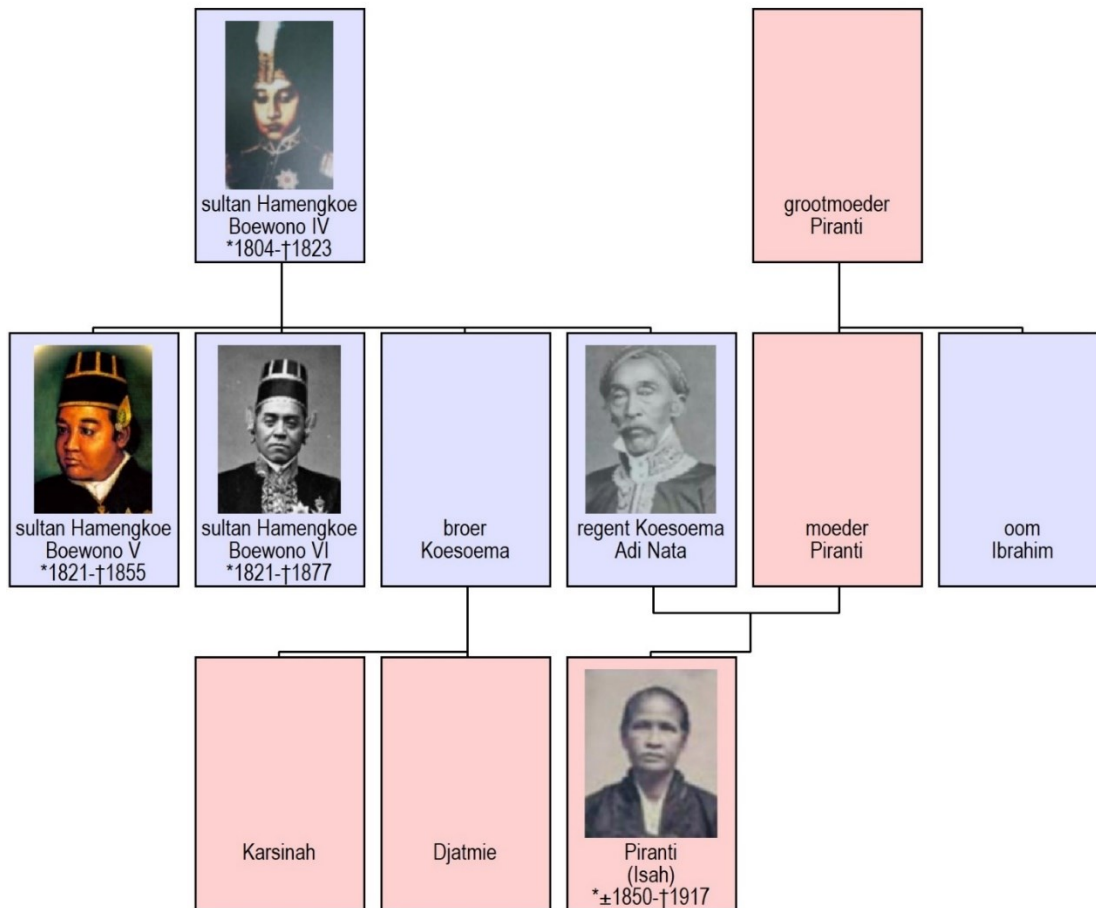 sultan Hamengkoe
Boewono IV
*1804-†1823
grootmoeder
Piranti
sultan Hamengkoe
Boewono V
*1821-†1855
sultan Hamengkoe
Boewono VI
*1821-†1877
broer
Koesoema
regent Koesoema
Adi Nata
moeder
Piranti
oom
Ibrahim
Karsinah
Djatmie
Piranti
(Isah)
*±1850-†1917